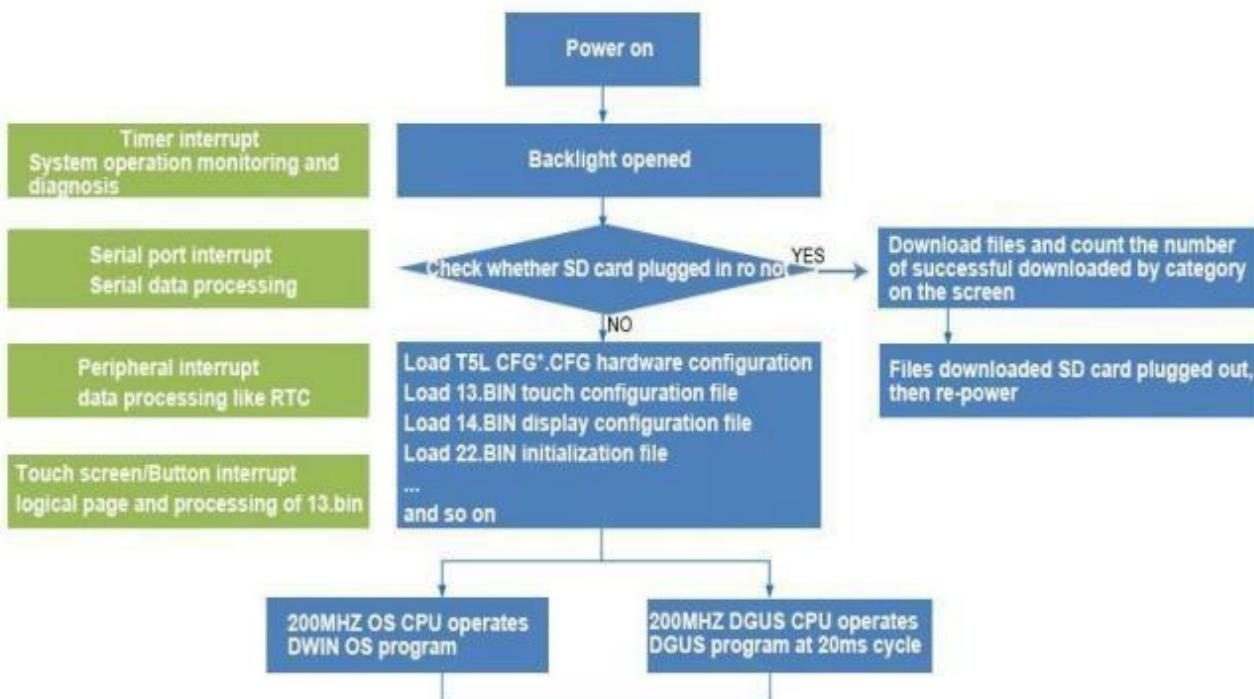 Power on
Timer interrupt
System operation monitoring and
diagnosis
Backlight opened
Serial port interrupt
Serial data processing
Check whether SD card plugged in ro no
YES
Download files and count the number
of successful downloaded by category
on the screen
NO
Peripheral interrupt
data processing like RTC
Load T5L CFG*.CFG hardware configuration
Load 13.BIN touch configuration file
Load 14.BIN display configuration file
Load 22.BIN initialization file
...
and so on
Files downloaded SD card plugged out,
then re-power
Touch screen/Button interrupt
logical page and processing of 13.bin
200MHZ OS CPU operates
DWIN OS program
200MHZ DGUS CPU operates
DGUS program at 20ms cycle